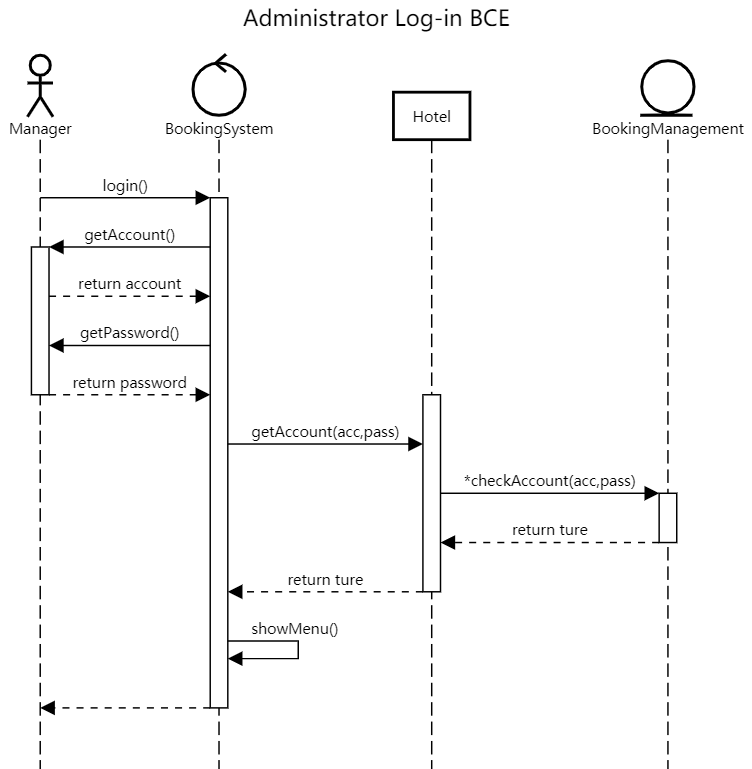 Administrator Log-in BCE
Manager
BookingSystem
Hotel
BookingManagement
login()
getAccount()
return account
getPassword()
return password
getAccount(acc,pass)
*checkAccount(acc,pass)
return ture
return ture
showMenu()